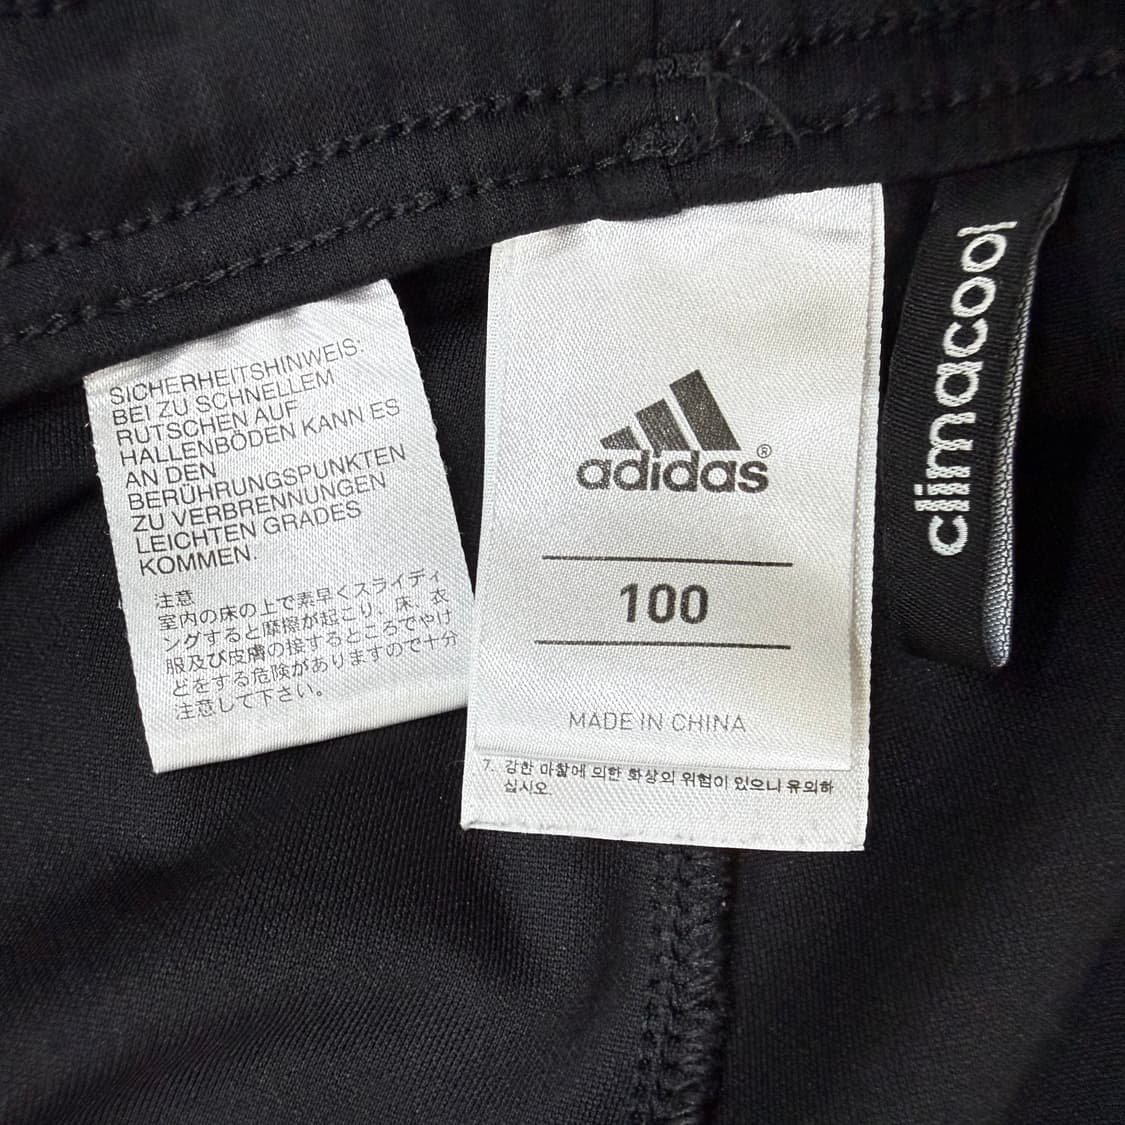 SICHERHEITSHINWEIS:
BEI ZU SCHNELLEM
RUTSCHEN AUF
HALLENBÖDEN KANN ES
AN DEN
BERÜHRUNGSPUNKTEN
ZU VERBRENNUNGEN
LEICHTEN GRADES
KOMMEN.
注意
室内の床の上で素早くスライディ
ングすると摩擦が起こり、床、衣
服及び皮膚の接するところでやけ
どをする危険がありますので十分
注意して下さい。
adidas®
100
MADE IN CHINA
7. 강한 마찰에 의한 화상의 위험이 있으니 유의하
십시오.
climacool